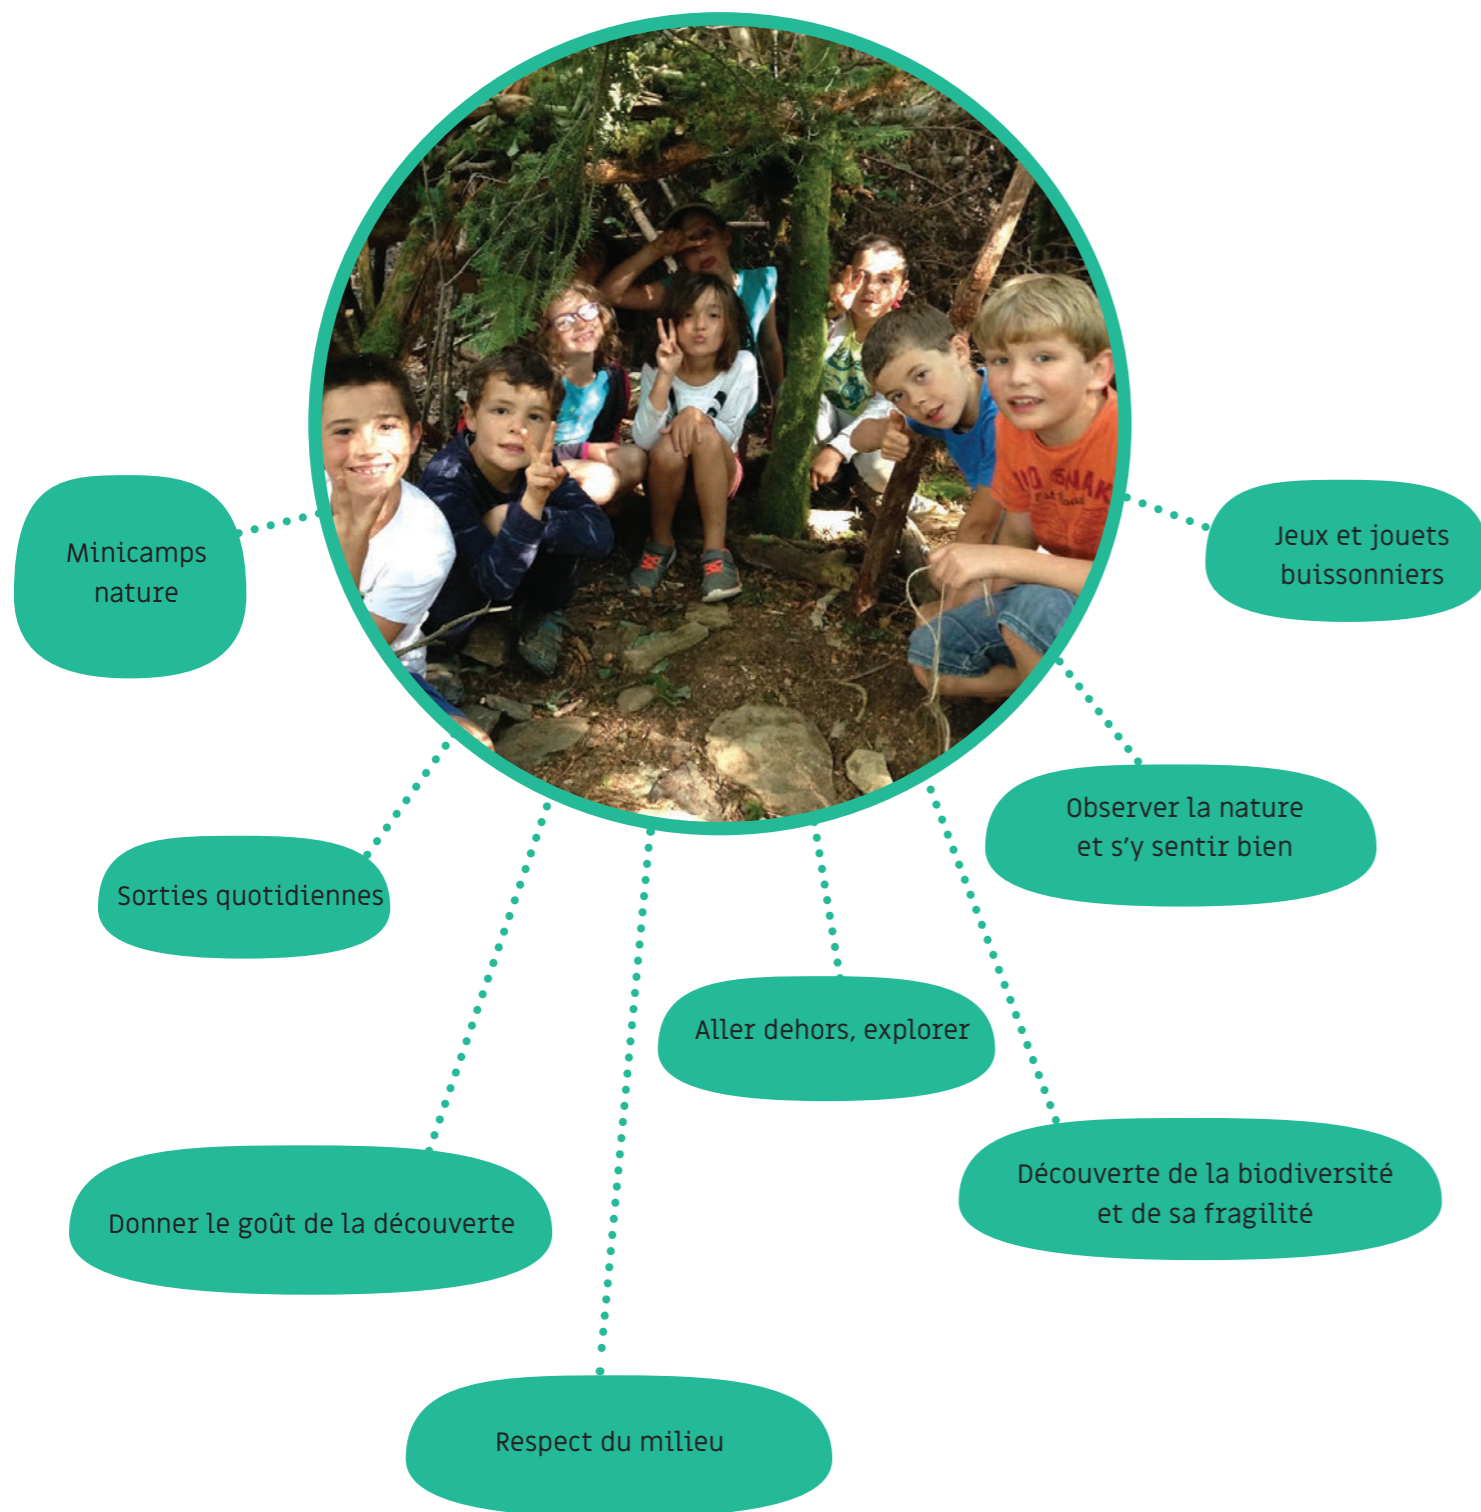 Minicamps
nature
Jeux et jouets
buissonniers
Observer la nature
et s’y sentir bien
Sorties quotidiennes
Aller dehors, explorer
Découverte de la biodiversité
et de sa fragilité
Donner le goût de la découverte
Respect du milieu